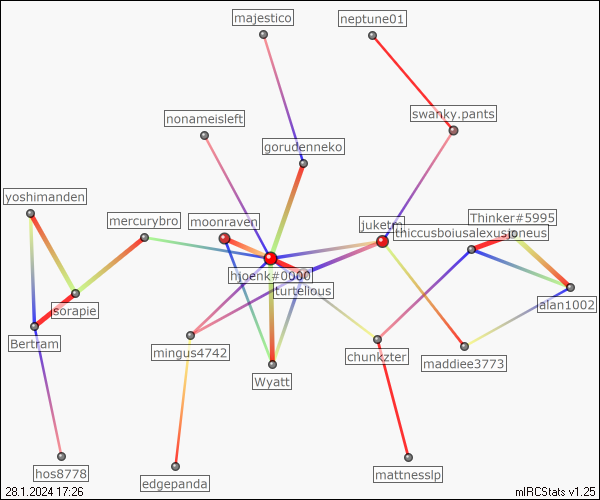 majestico
neptune01
nonameisleft
swanky.pants
gorudenneko
yoshimanden
mercurybro
moonraven
juketm
Thinker#5995
thiccusboiusalexusjoneus
hjoenk#0000
turtelious
sorapie
alan1002
Bertram
mingus4742
chunkzter
maddiee3773
Wyatt
hos8778
edgepanda
mattnesslp
28.1.2024 17:26
mIRCStats v1.25